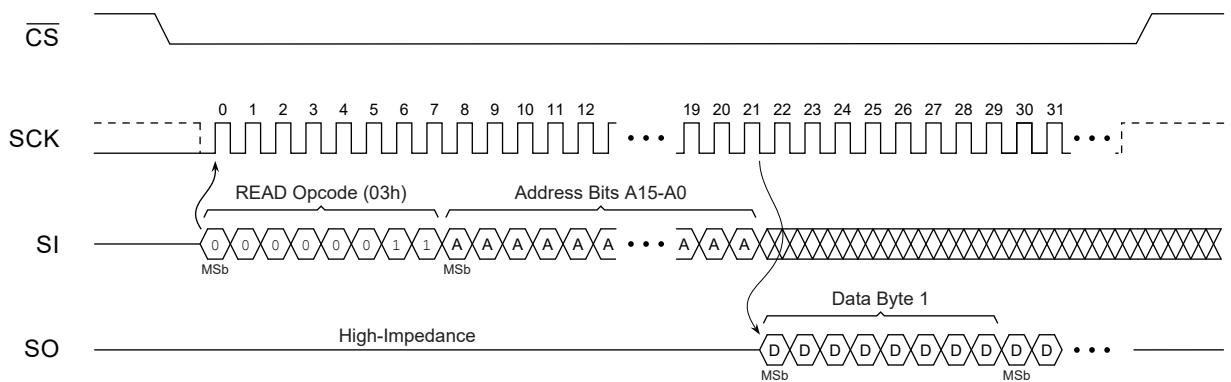 CS
0 1 2 3 4 5 6 7 8 9 10 11 12 19 20 21 22 23 24 25 26 27 28 29 30 31
SCK
READ Opcode (03h) Address Bits A15-A0
SI 0 0 0 0 0 0 1 1 A A A A A A A A A
MSb MSb
Data Byte 1
High-Impedance
SO D D D D D D D D D D
MSb MSb